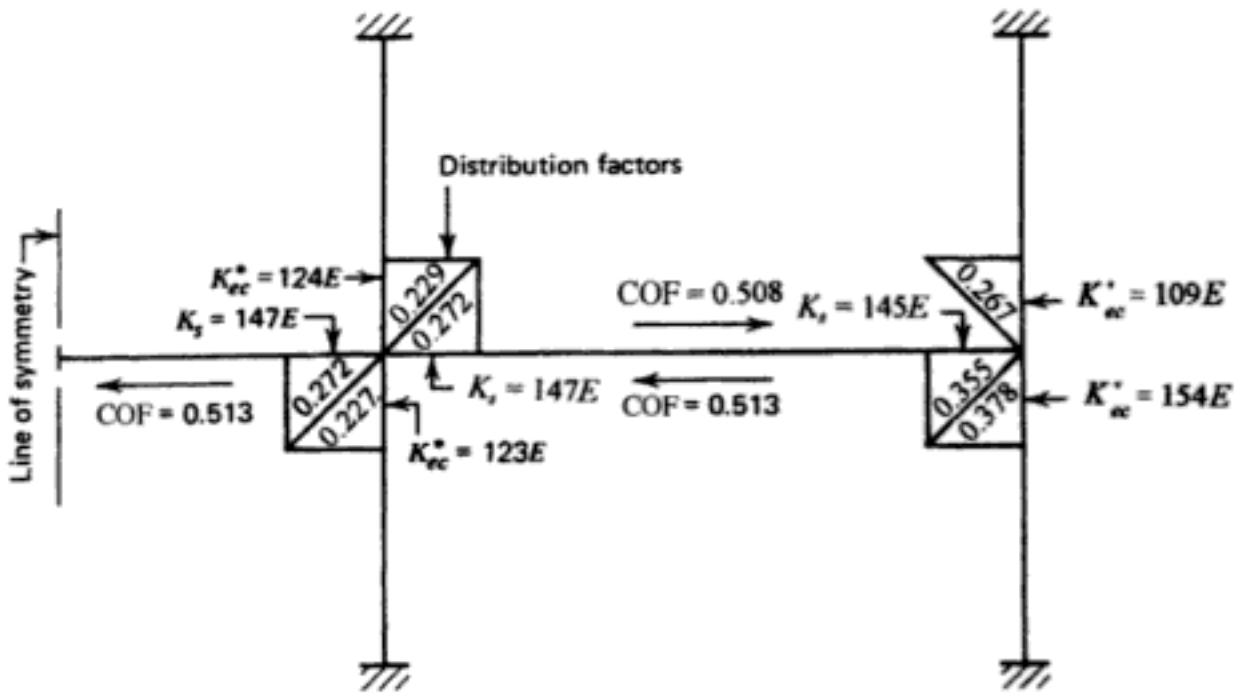 Distribution factors
Line of symmetry
K*ec = 124E
0.229
0.272
COF = 0.508
Ks = 145E
0.267
K*ec = 109E
Ks = 147E
0.272
0.227
COF = 0.513
Ks = 147E
COF = 0.513
0.355
0.378
K*ec = 154E
K*ec = 123E